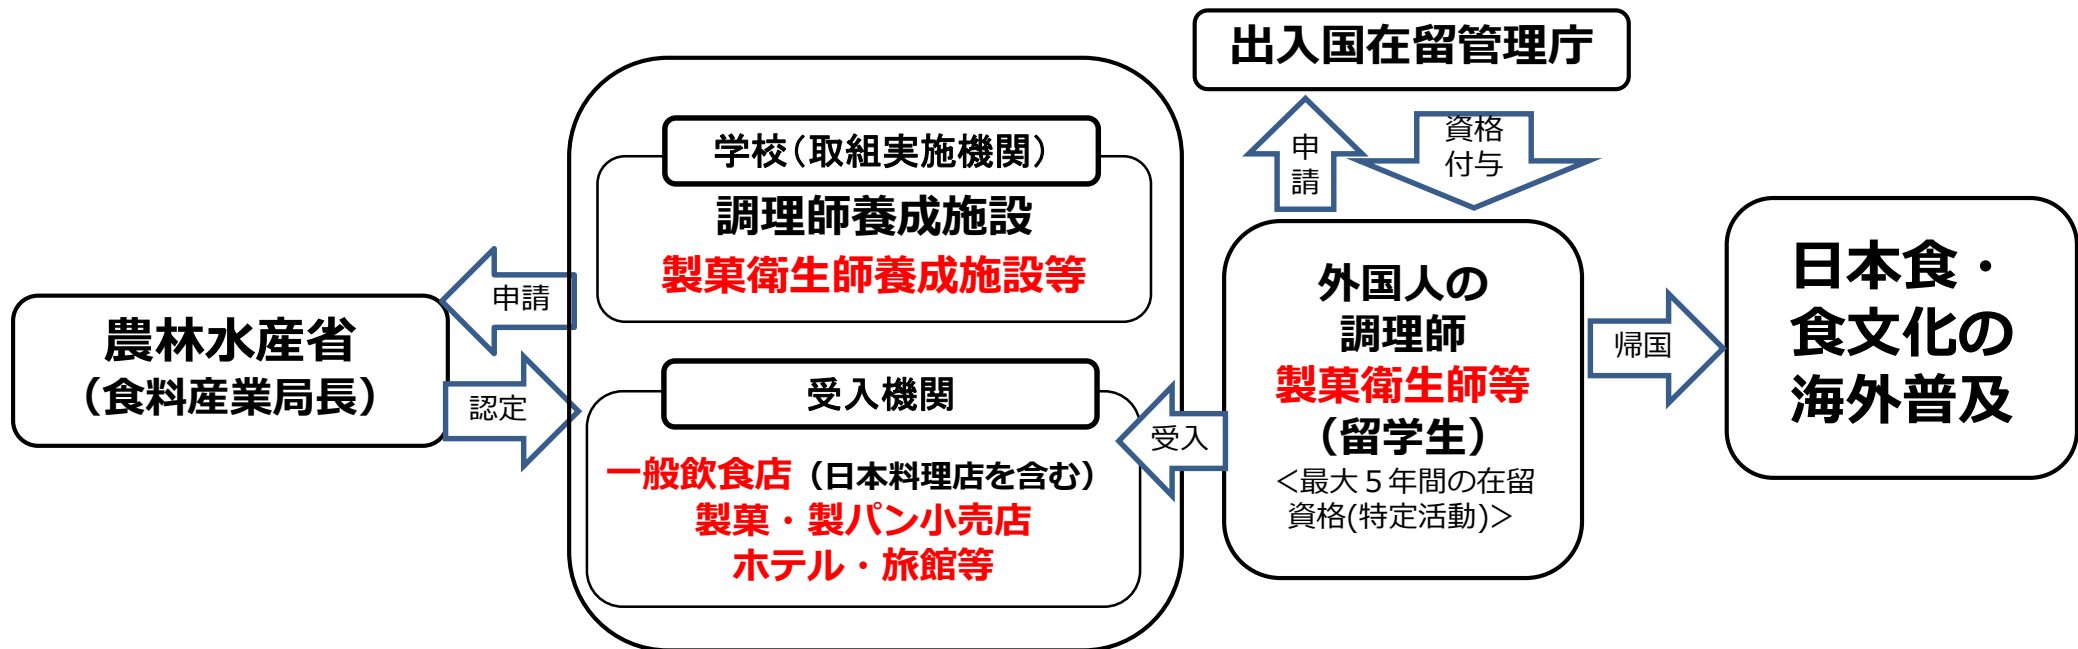 農林水産省
（食料産業局長）
申請
認定
学校（取組実施機関）
調理師養成施設
製菓衛生師養成施設等
受入機関
一般飲食店（日本料理店を含む）
製菓・製パン小売店
ホテル・旅館等
受入
出入国在留管理庁
申
請
資格
付与
外国人の
調理師
製菓衛生師等
（留学生）
＜最大５年間の在留
資格(特定活動)＞
帰国
日本食・
食文化の
海外普及